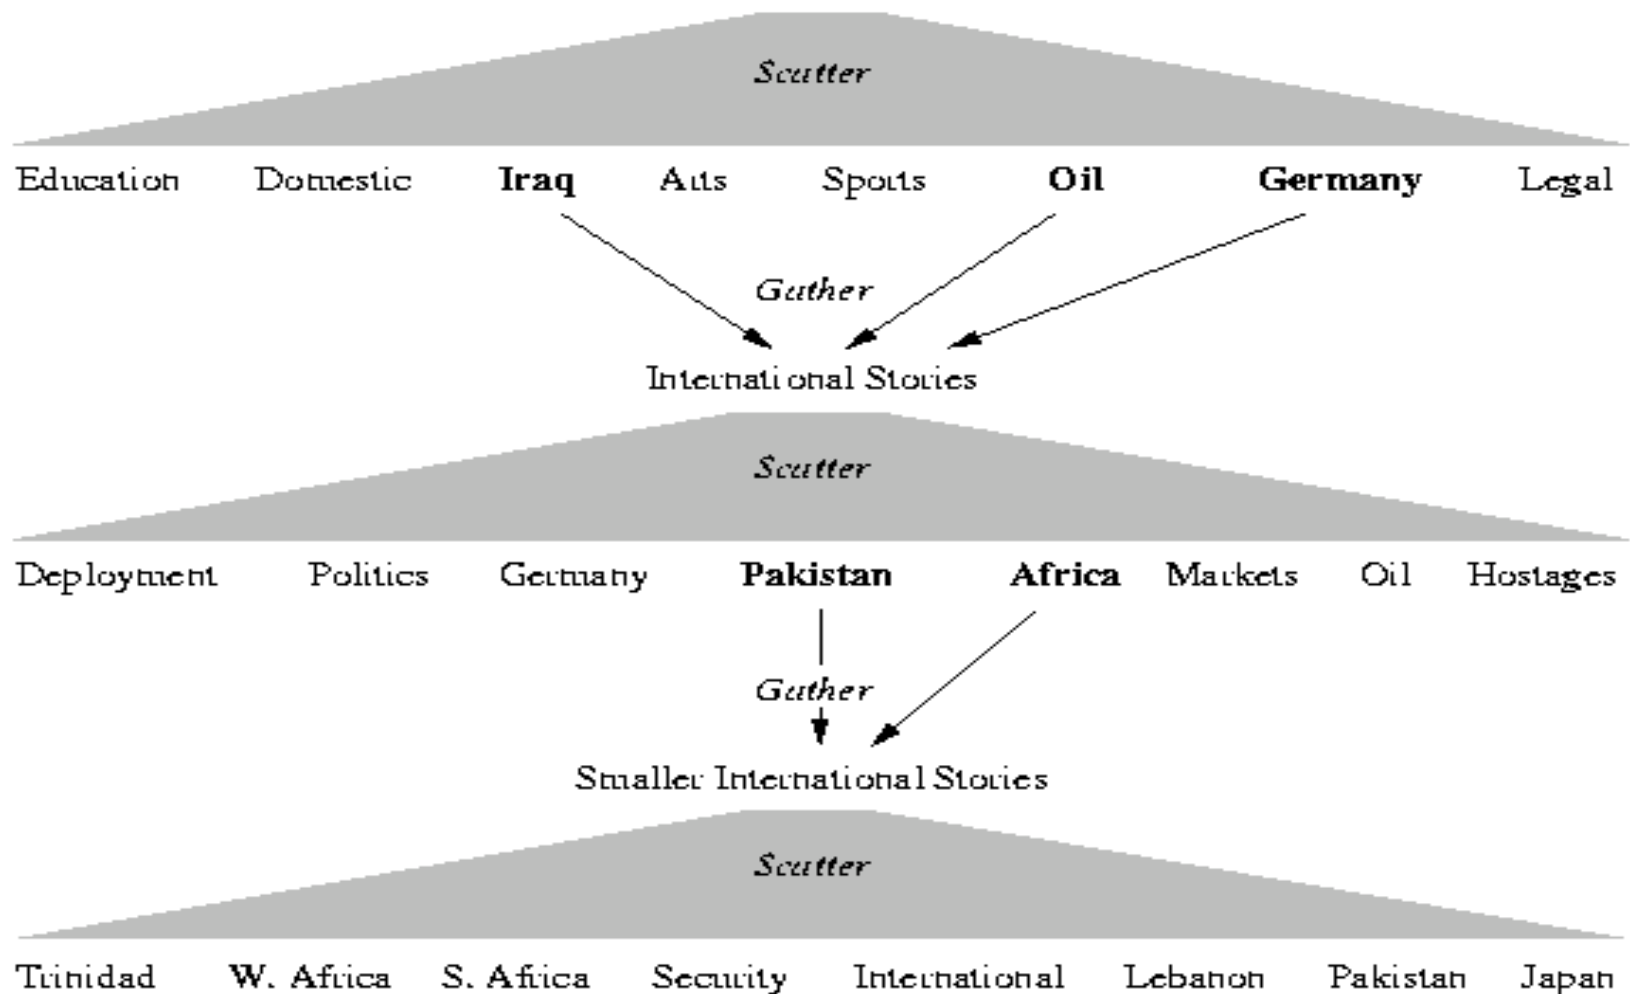 Scatter
Education Domestic Iraq Arts Sports Oil Germany Legal
Gather
International Stories
Scatter
Deployment Politics Germany Pakistan Africa Markets Oil Hostages
Gather
Smaller International Stories
Scatter
Trinidad W. Africa S. Africa Security International Lebanon Pakistan Japan